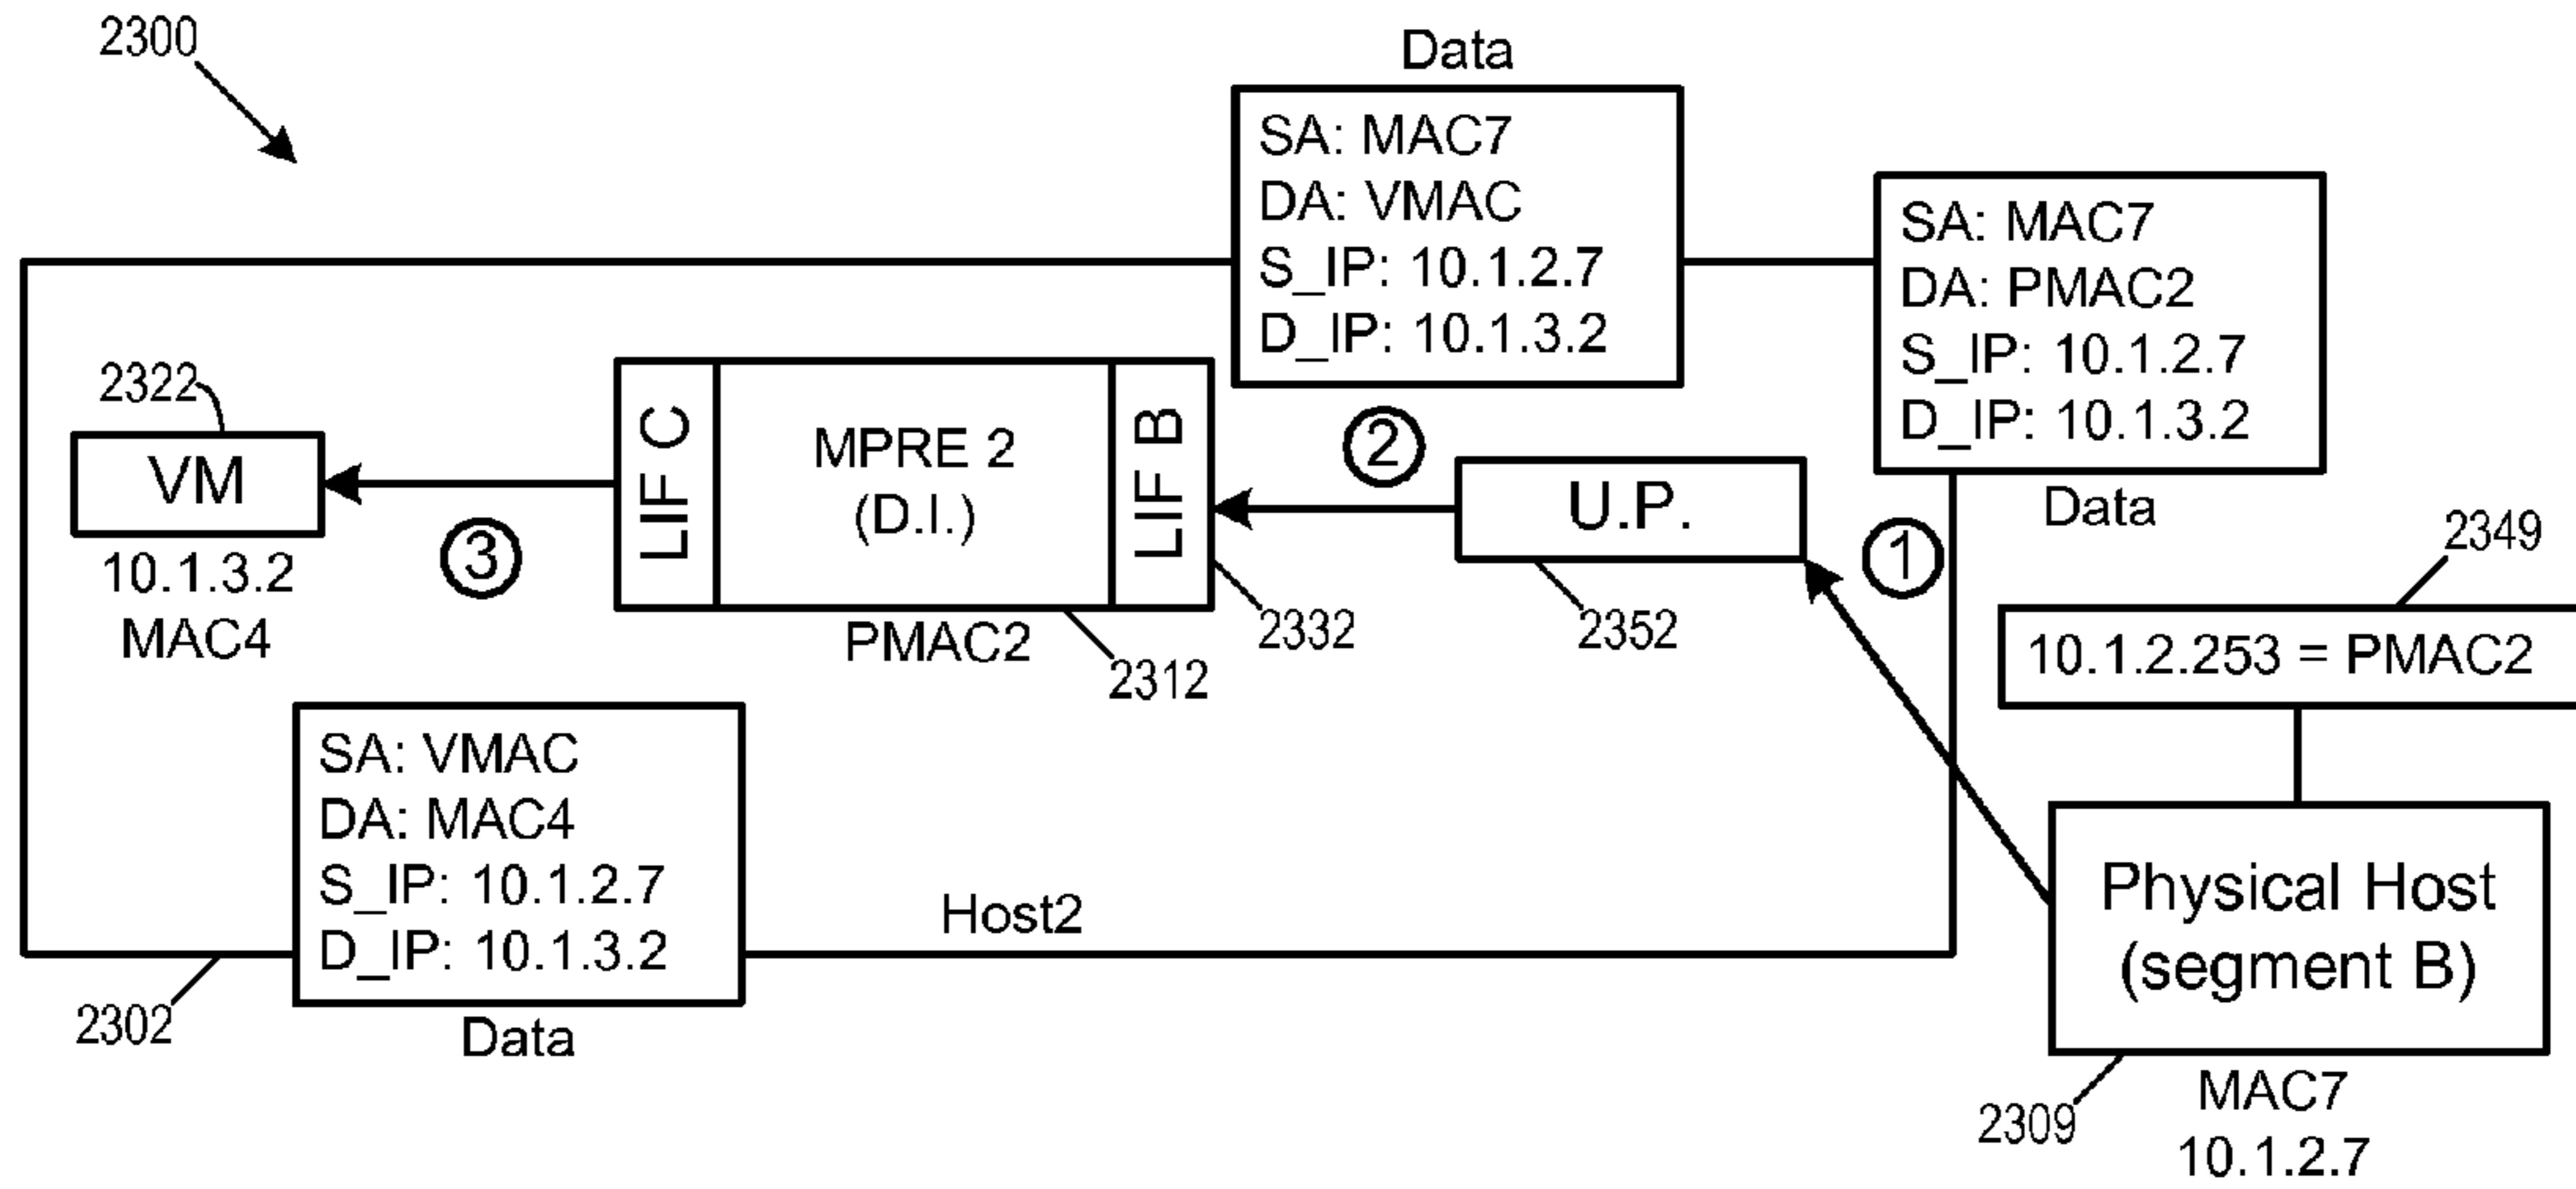 2300
Data
SA: MAC7
DA: VMAC
S_IP: 10.1.2.7
D_IP: 10.1.3.2
SA: MAC7
DA: PMAC2
S_IP: 10.1.2.7
D_IP: 10.1.3.2
Data
2322
VM
10.1.3.2
MAC4
3
LIF C
MPRE 2
(D.I.)
LIF B
PMAC2
2312
2332
2
U.P.
2352
1
2349
10.1.2.253 = PMAC2
SA: VMAC
DA: MAC4
S_IP: 10.1.2.7
D_IP: 10.1.3.2
Data
2302
Host2
Physical Host
(segment B)
2309
MAC7
10.1.2.7